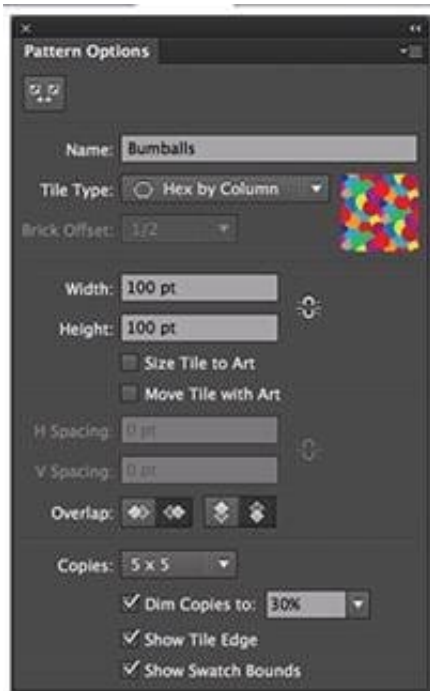 Pattern Options
Name: Bumballs
Tile Type: Hex by Column
Brick Offset: 1/2
Width: 100 pt
Height: 100 pt
Size Tile to Art
Move Tile with Art
H Spacing: 0 pt
V Spacing: 0 pt
Overlap:
Copies: 5 x 5
Dim Copies to: 30%
Show Tile Edge
Show Swatch Bounds